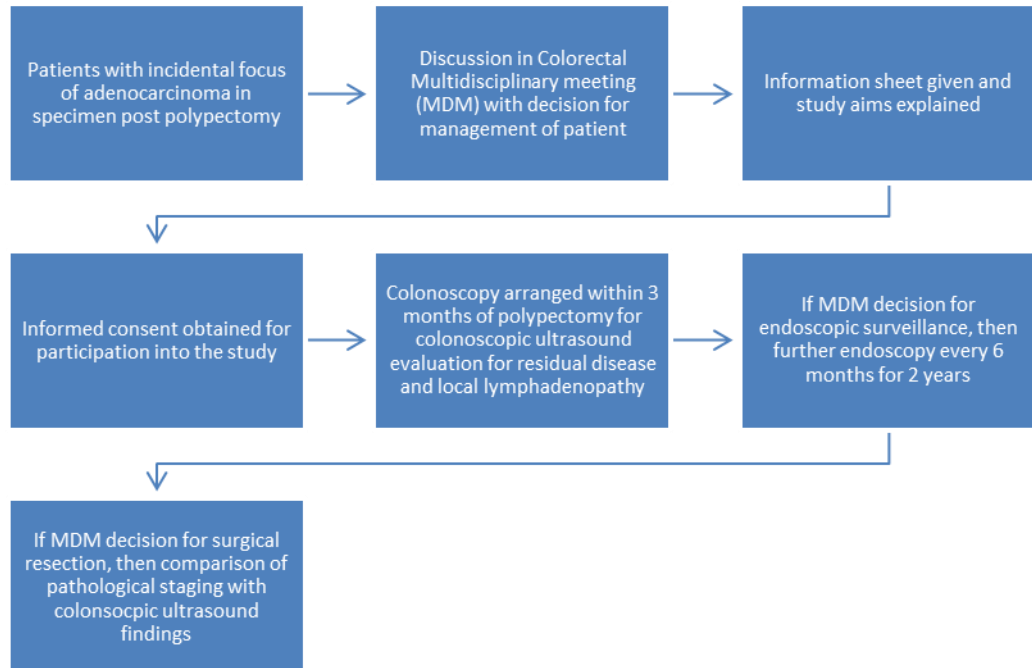 Patients with incidental focus
of adenocarcinoma in
specimen post polypectomy
Discussion in Colorectal
Multidisciplinary meeting
(MDM) with decision for
management of patient
Information sheet given and
study aims explained
Informed consent obtained for
participation into the study
Colonoscopy arranged within 3
months of polypectomy for
colonoscopic ultrasound
evaluation for residual disease
and local lymphadenopathy
If MDM decision for
endoscopic surveillance, then
further endoscopy every 6
months for 2 years
If MDM decision for surgical
resection, then comparison of
pathological staging with
colonsocpic ultrasound
findings